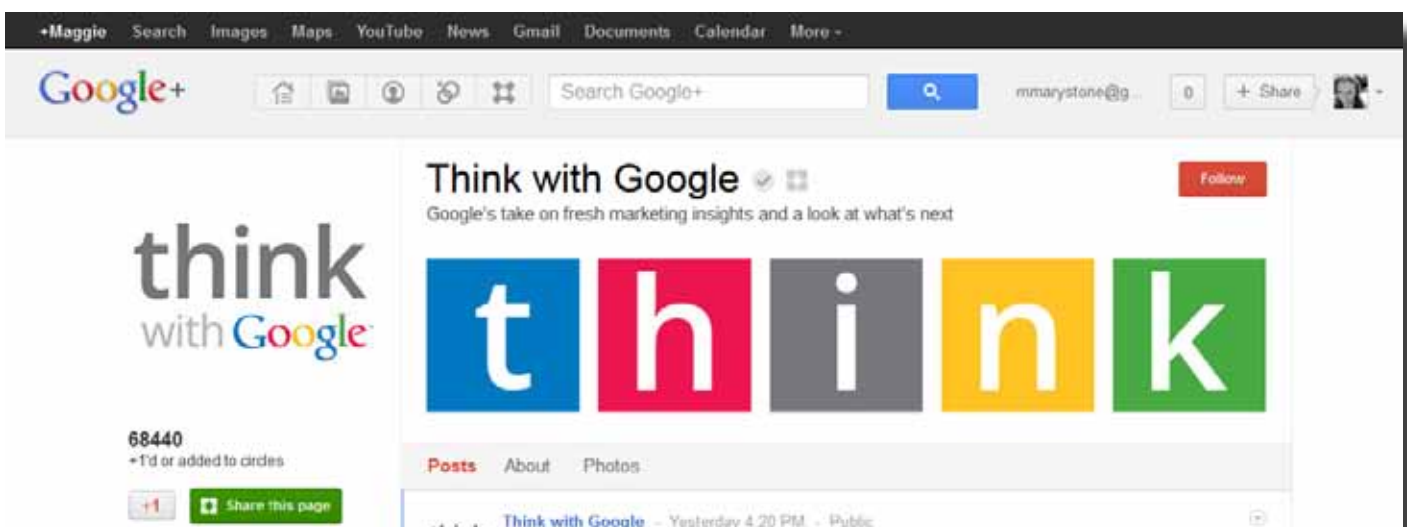 +Maggie Search Images Maps YouTube News Gmail Documents Calendar More
Google+ Search Google+ mmarystone@g... 0 + Share
Think with Google Follow
Google's take on fresh marketing insights and a look at what's next
think
with Google
t h i n k
68440
+1'd or added to circles
Posts About Photos
+1 Share this page
Think with Google - Yesterday 4:20 PM - Public